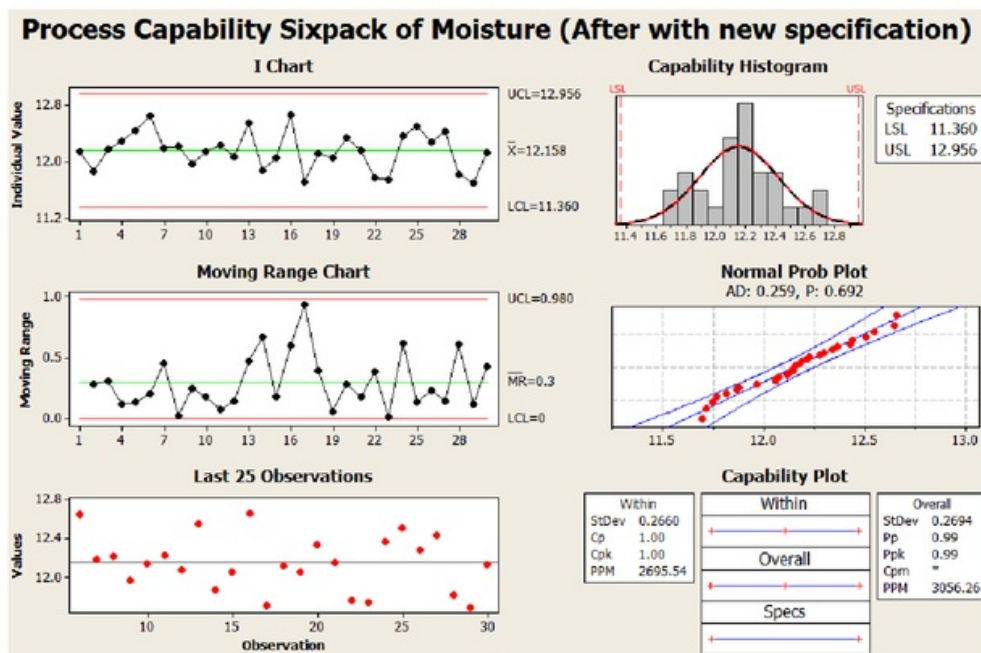 Process Capability Sixpack of Moisture (After with new specification)
I Chart
Individual Value
12.8
12.0
11.2
1 4 7 10 13 16 19 22 25 28
UCL=12.956
X=12.158
LCL=11.360
Capability Histogram
LSL
USL
11.4 11.6 11.8 12.0 12.2 12.4 12.6 12.8
Specifications
LSL 11.360
USL 12.956
Moving Range Chart
Moving Range
1.0
0.5
0.0
1 4 7 10 13 16 19 22 25 28
UCL=0.980
MR=0.3
LCL=0
Normal Prob Plot
AD: 0.259, P: 0.692
11.5 12.0 12.5 13.0
Last 25 Observations
Values
12.8
12.4
12.0
10 15 20 25 30
Observation
Capability Plot
Within
StDev 0.2660
Cp 1.00
Cpk 1.00
PPM 2695.54
Within
Overall
Specs
Overall
StDev 0.2694
Pp 0.99
Ppk 0.99
Cpm *
PPM 3056.26